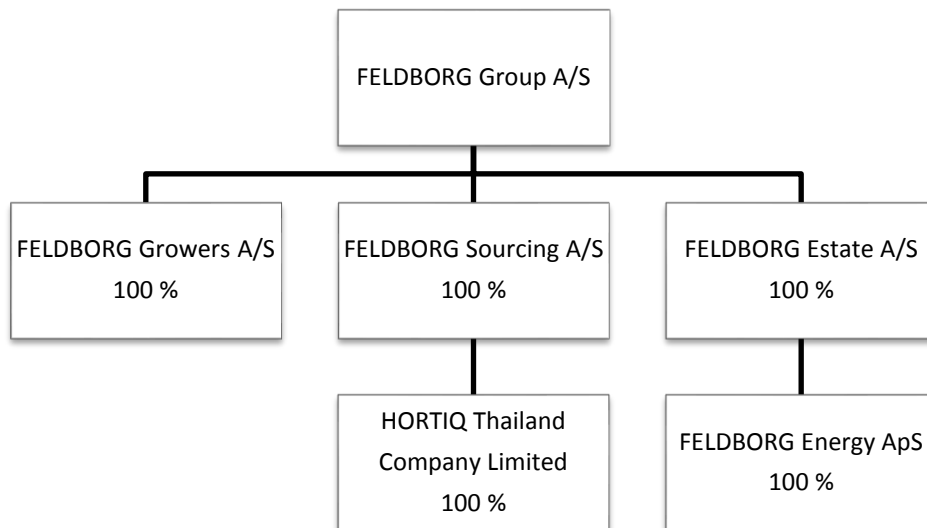 FELDBORG Group A/S
FELDBORG Growers A/S
100 %
FELDBORG Sourcing A/S
100 %
FELDBORG Estate A/S
100 %
HORTIQ Thailand
Company Limited
100 %
FELDBORG Energy ApS
100 %